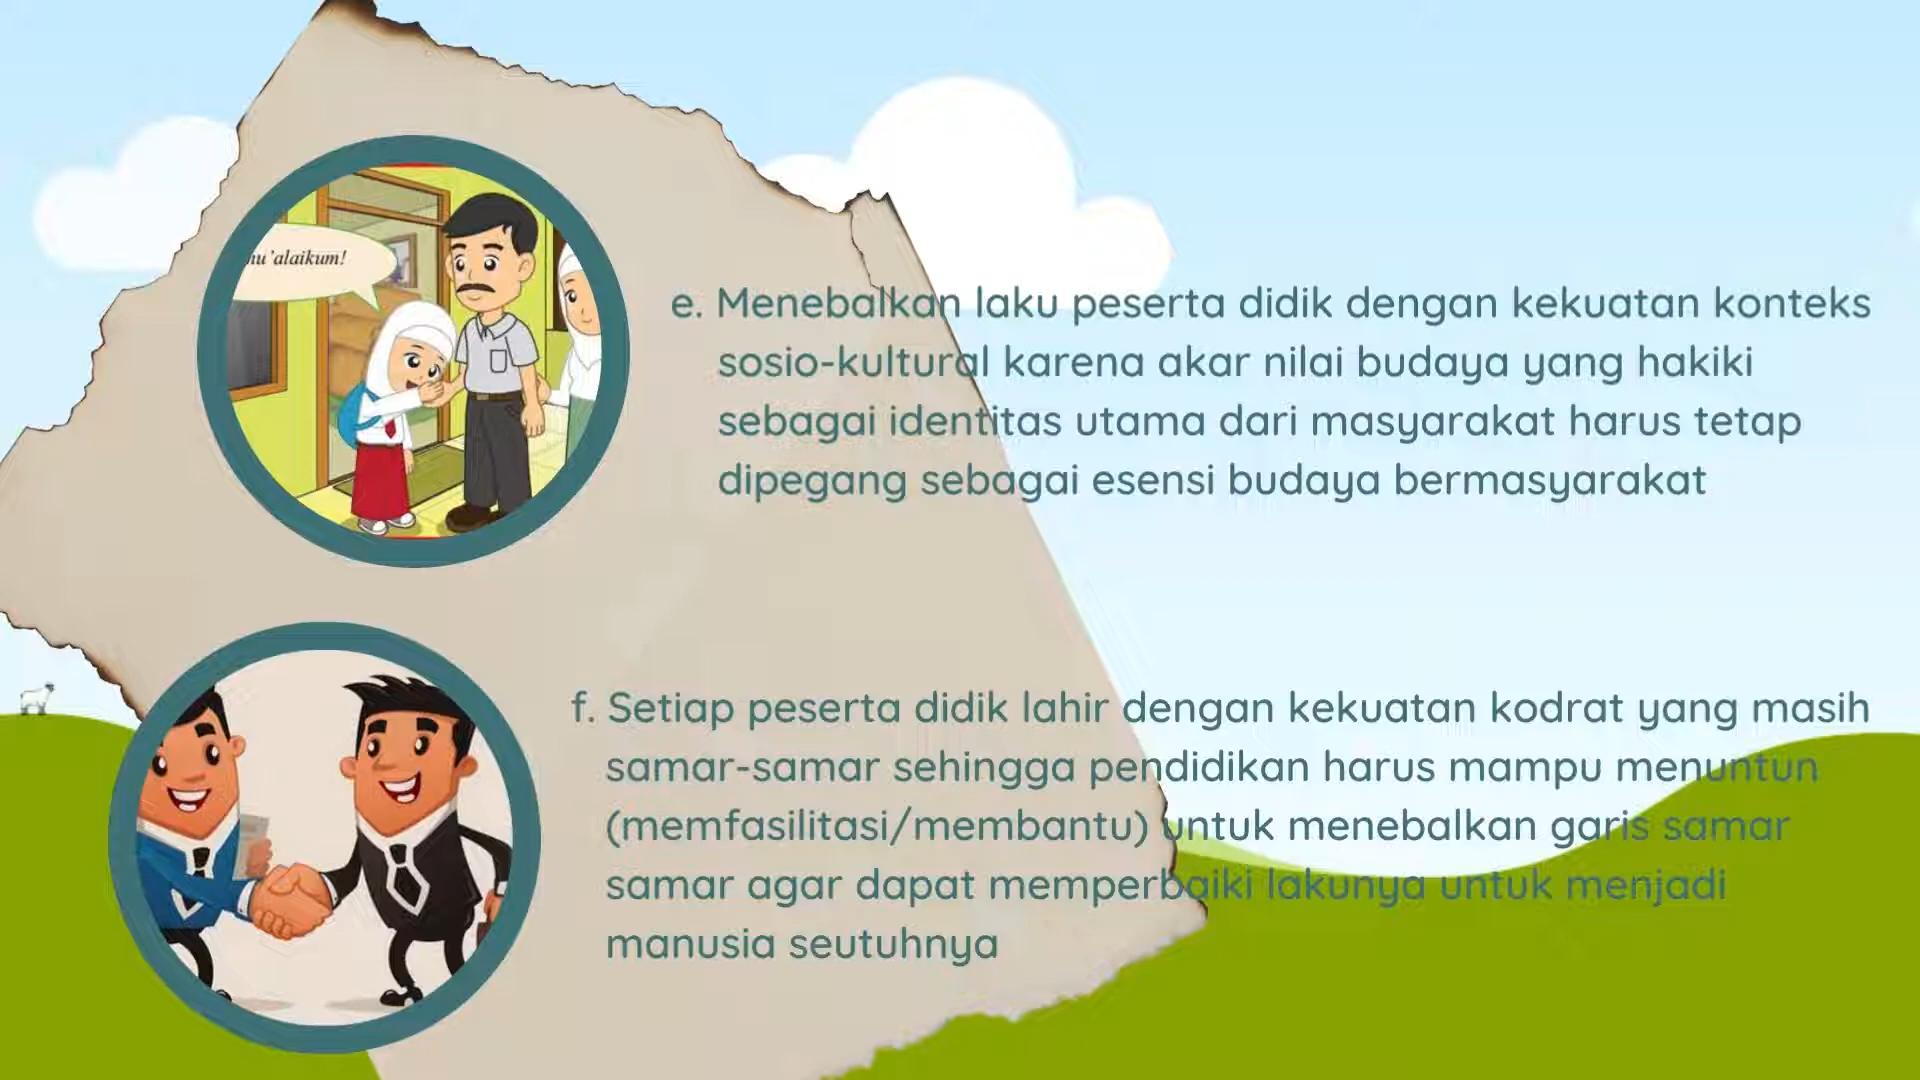 'alaikum!
e. Menebalkan laku peserta didik dengan kekuatan konteks
sosio-kultural karena akar nilai budaya yang hakiki
sebagai identitas utama dari masyarakat harus tetap
dipegang sebagai esensi budaya bermasyarakat
f. Setiap peserta didik lahir dengan kekuatan kodrat yang masih
samar-samar sehingga pendidikan harus mampu menuntun
(memfasilitasi/membantu) untuk menebalkan garis samar
samar agar dapat memperbaiki lakunya untuk menjadi
manusia seutuhnya